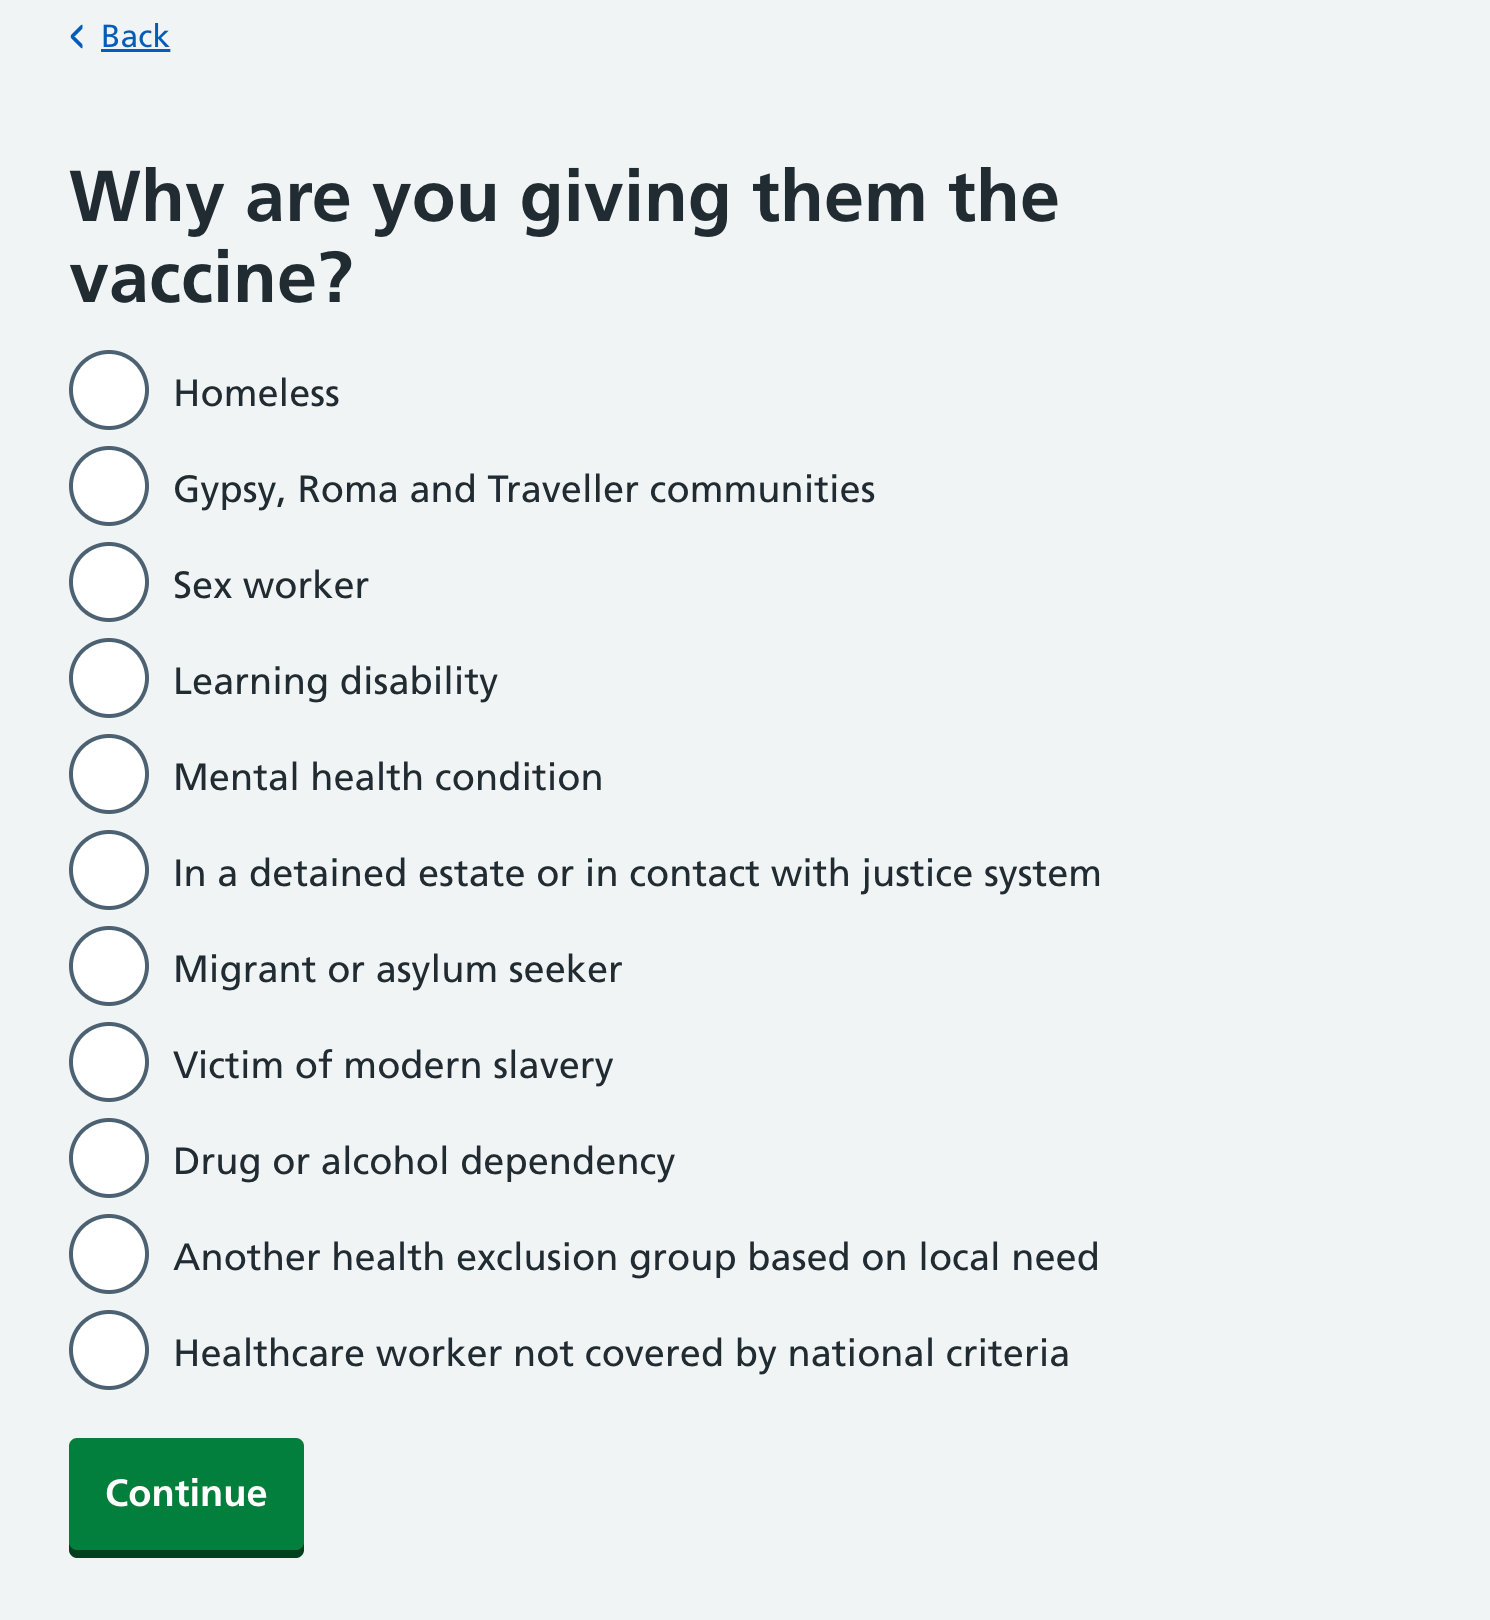 Back
Why are you giving them the
vaccine?
Homeless
Gypsy, Roma and Traveller communities
Sex worker
Learning disability
Mental health condition
In a detained estate or in contact with justice system
Migrant or asylum seeker
Victim of modern slavery
Drug or alcohol dependency
Another health exclusion group based on local need
Healthcare worker not covered by national criteria
Continue